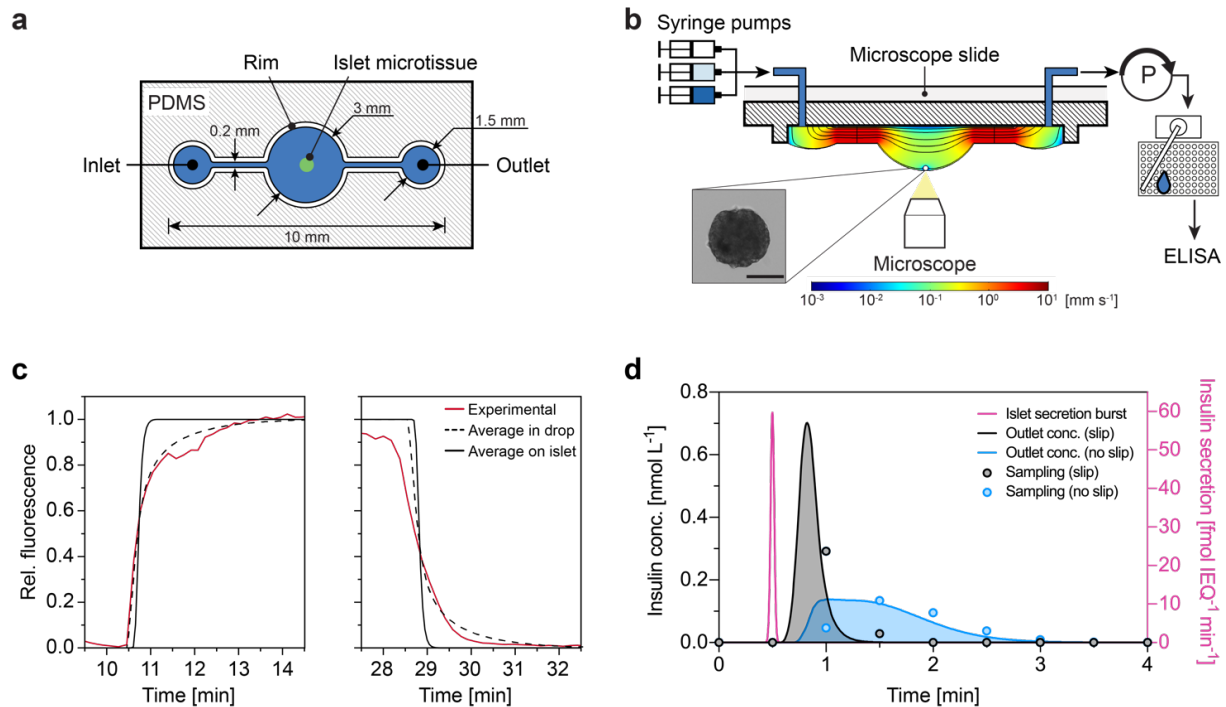 a
Rim
Islet microtissue
PDMS
3 mm
0.2 mm
1.5 mm
Inlet
Outlet
10 mm
b
Syringe pumps
Microscope slide
P
ELISA
Microscope
10⁻³ 10⁻² 10⁻¹ 10⁰ 10¹ [mm s⁻¹]
c
Rel. fluorescence
1.0
0.8
0.6
0.4
0.2
0.0
Experimental
Average in drop
Average on islet
10 11 12 13 14
28 29 30 31 32
Time [min]
Time [min]
d
Insulin conc. [nmol L⁻¹]
0.8
0.6
0.4
0.2
0.0
Islet secretion burst
Outlet conc. (slip)
Outlet conc. (no slip)
Sampling (slip)
Sampling (no slip)
60
50
40
30
20
10
0
Insulin secretion [fmol IEQ⁻¹ min⁻¹]
0 1 2 3 4
Time [min]